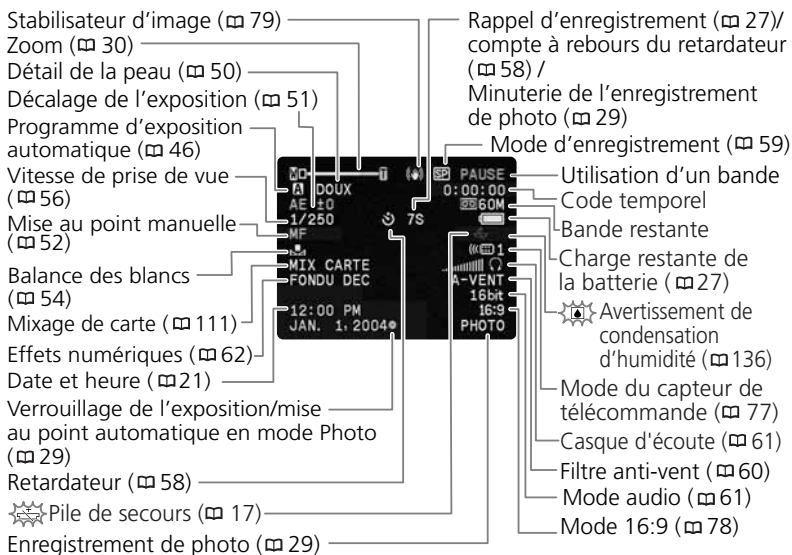 Stabilisateur d'image (79)
Zoom (30)
Détail de la peau (50)
Décalage de l'exposition (51)
Programme d'exposition
automatique (46)
Vitesse de prise de vue
(56)
Mise au point manuelle
(52)
Balance des blancs
(54)
Mixage de carte (111)
Effets numériques (62)
Date et heure (21)
Verrouillage de l'exposition/mise
au point automatique en mode Photo
(29)
Retardateur (58)
Pile de secours (17)
Enregistrement de photo (29)
W T SP PAUSE
A DOUX 0:00:00
AE ±0 60M
1/250 7S
MF
1
MIX CARTE
FONDU DEC A-VENT
16bit
12:00 PM 16:9
JAN. 1, 2004 PHOTO
Rappel d'enregistrement (27)/
compte à rebours du retardateur
(58) /
Minuterie de l'enregistrement
de photo (29)
Mode d'enregistrement (59)
Utilisation d'un bande
Code temporel
Bande restante
Charge restante de
la batterie (27)
Avertissement de
condensation
d'humidité (136)
Mode du capteur de
télécommande (77)
Casque d'écoute (61)
Filtre anti-vent (60)
Mode audio (61)
Mode 16:9 (78)